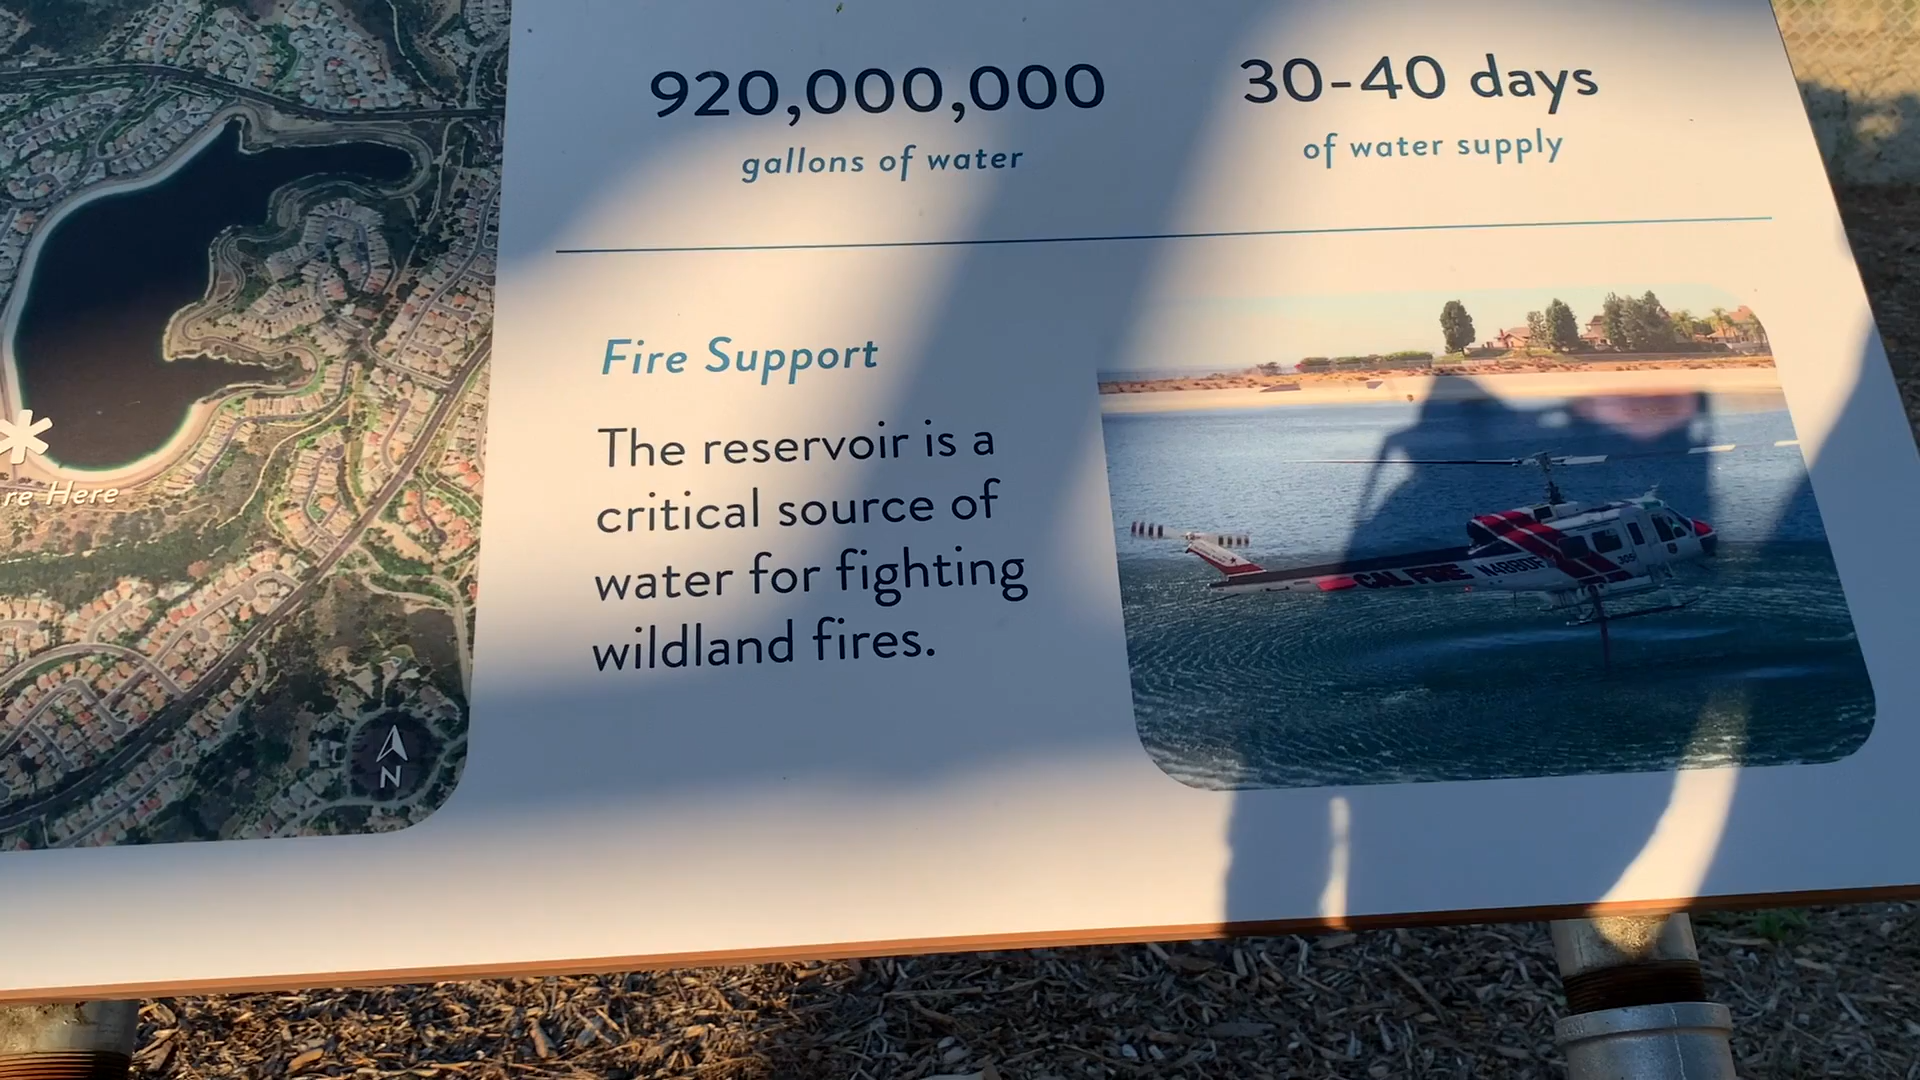 920,000,000
gallons of water
30-40 days
of water supply
Fire Support
The reservoir is a
critical source of
water for fighting
wildland fires.
CAL FIRE
305
re Here
N